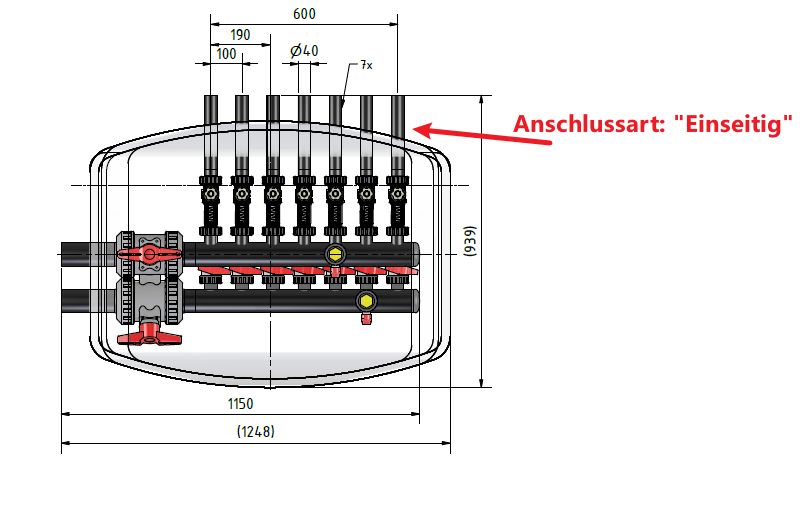 600
190
100
Ø40
7x
Anschlussart: "Einseitig"
(939)
1150
(1248)